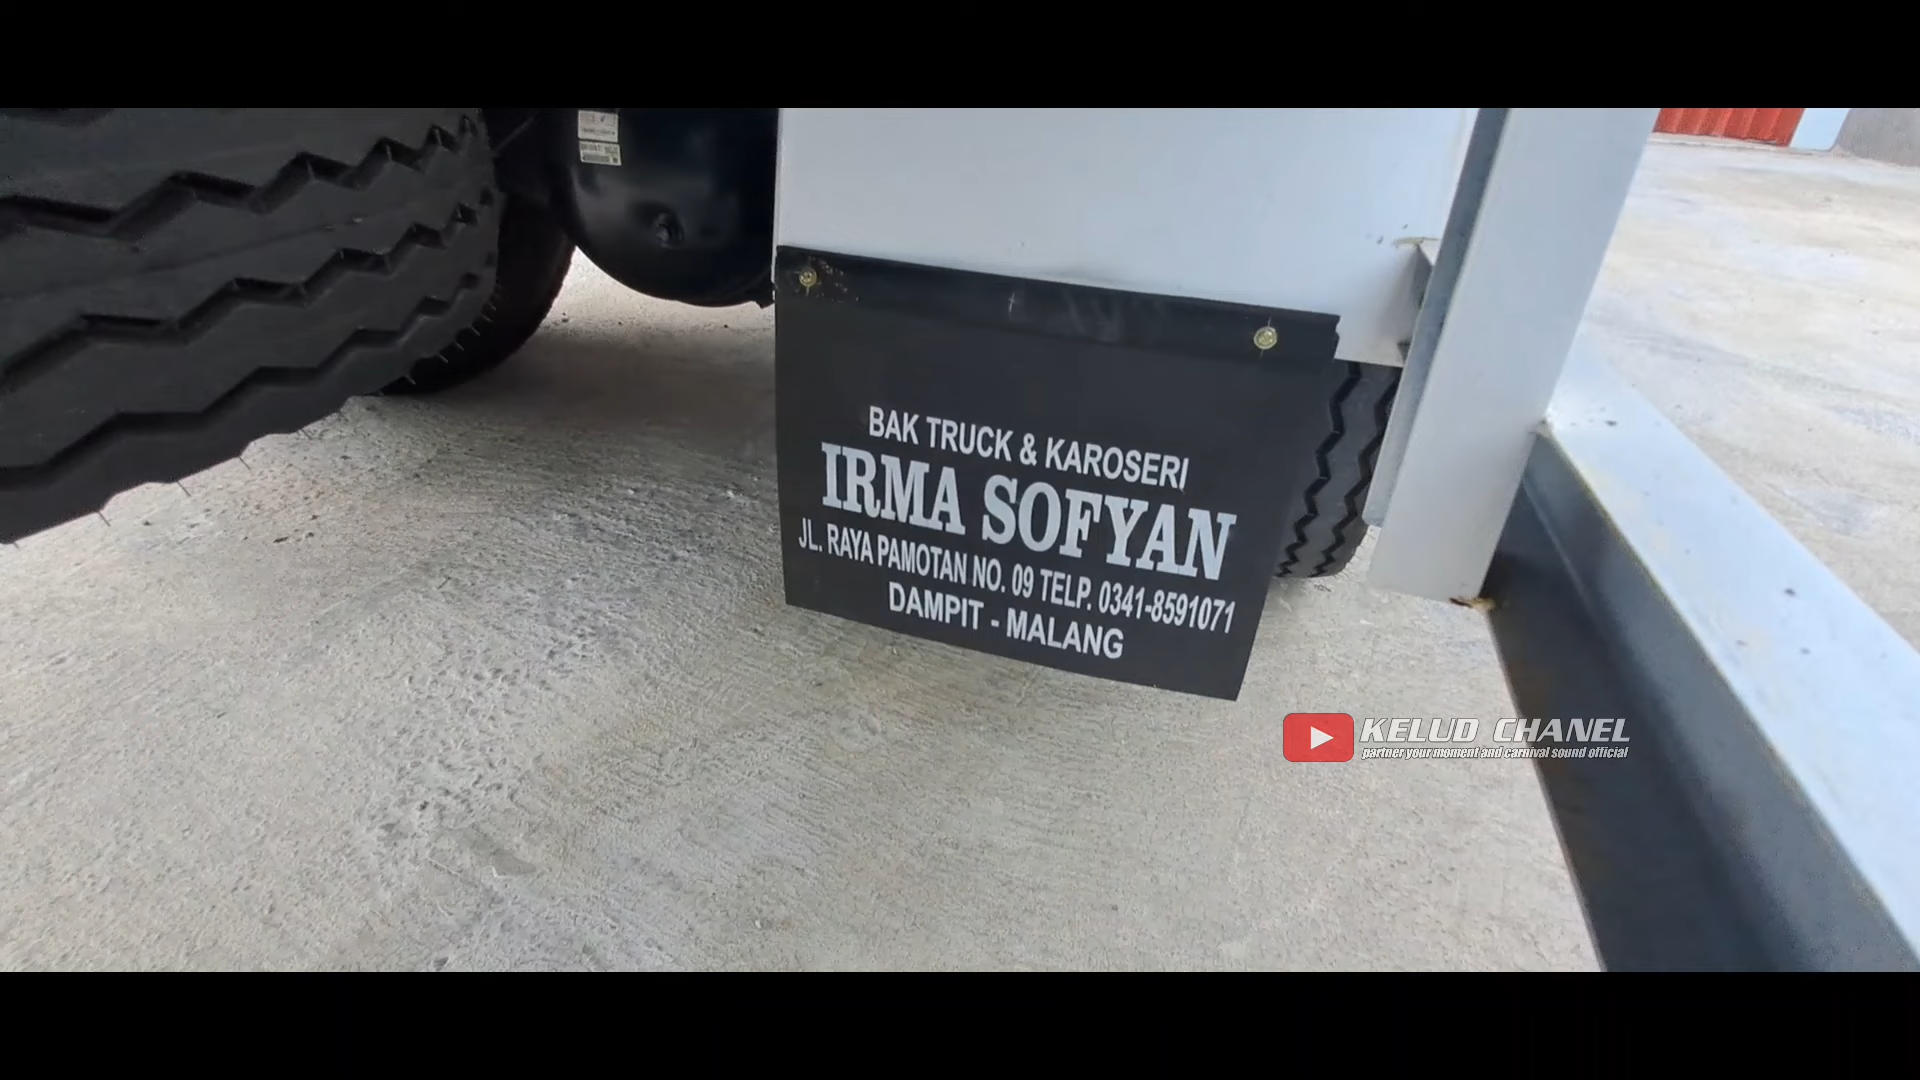 BAK TRUCK & KAROSERI
IRMA SOFYAN
JL. RAYA PAMOTAN NO. 09 TELP. 0341-8591071
DAMPIT - MALANG
KELUD CHANEL
partner your moment and carnival sound official